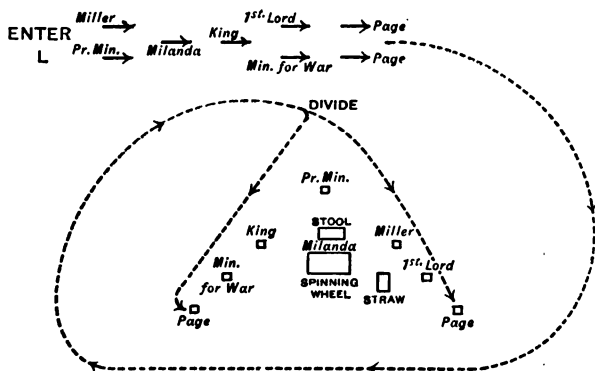 Miller 1st. Lord Page
ENTER King
L Pr. Min. Milanda Min. for War Page
DIVIDE
Pr. Min.
STOOL
King Milanda Miller
Min. for War SPINNING WHEEL STRAW 1st. Lord
Page Page